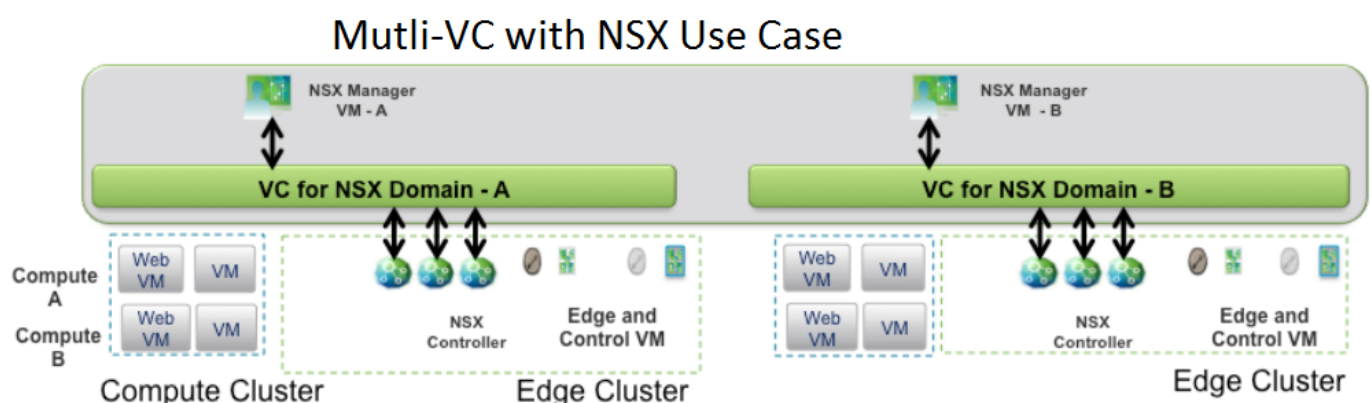 Mutli-VC with NSX Use Case
NSX Manager
VM - A
NSX Manager
VM - B
VC for NSX Domain - A
VC for NSX Domain - B
Compute
A
Compute
B
Web
VM
VM
Web
VM
VM
NSX
Controller
Edge and
Control VM
Web
VM
VM
Web
VM
VM
NSX
Controller
Edge and
Control VM
Compute Cluster
Edge Cluster
Edge Cluster